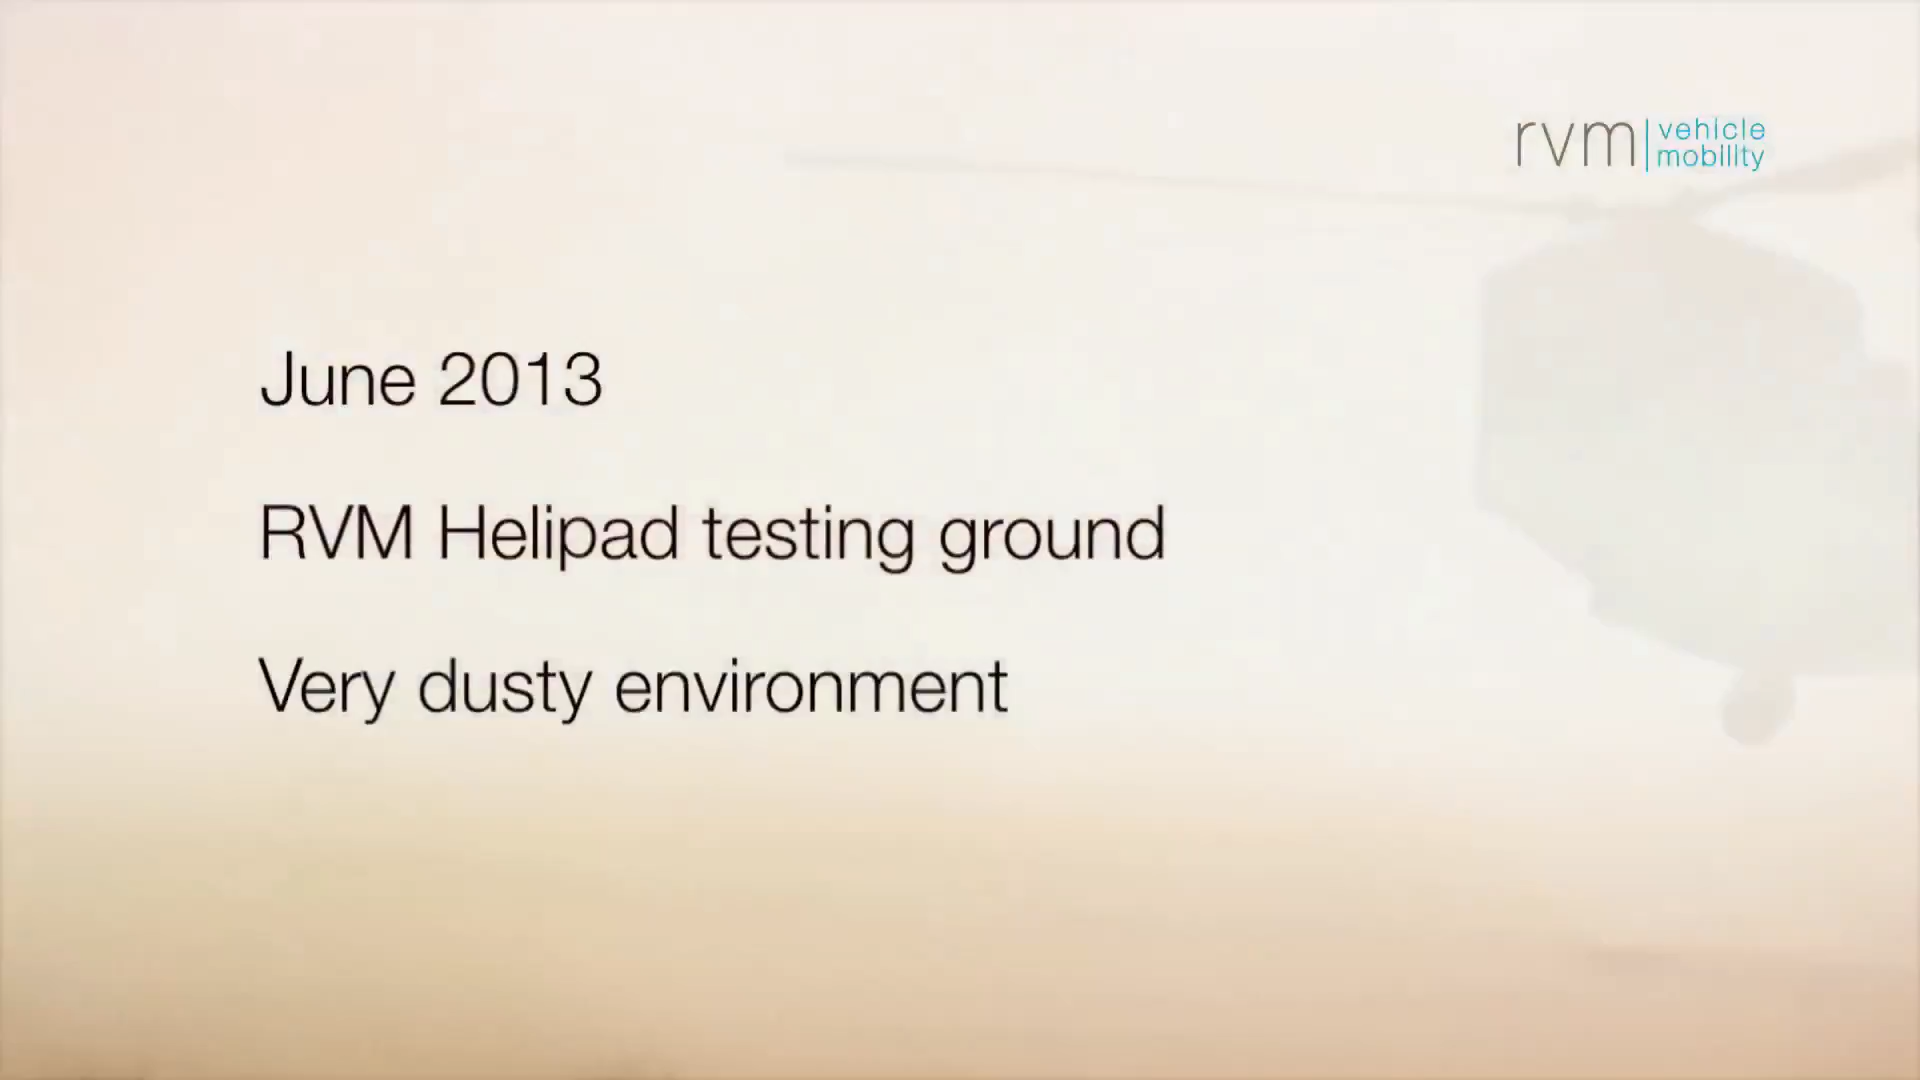 rvm vehicle
mobility
June 2013
RVM Helipad testing ground
Very dusty environment